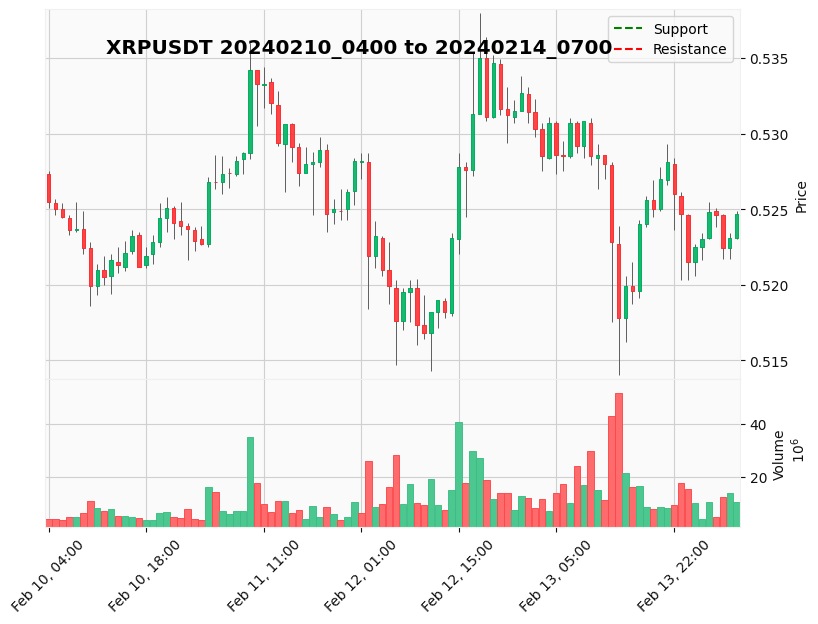 XRPUSDT 20240210_0400 to 20240214_0700
Support
Resistance
0.535
0.530
0.525
0.520
0.515
Price
40
20
Volume
10^6
Feb 10, 04:00
Feb 10, 18:00
Feb 11, 11:00
Feb 12, 01:00
Feb 12, 15:00
Feb 13, 05:00
Feb 13, 22:00